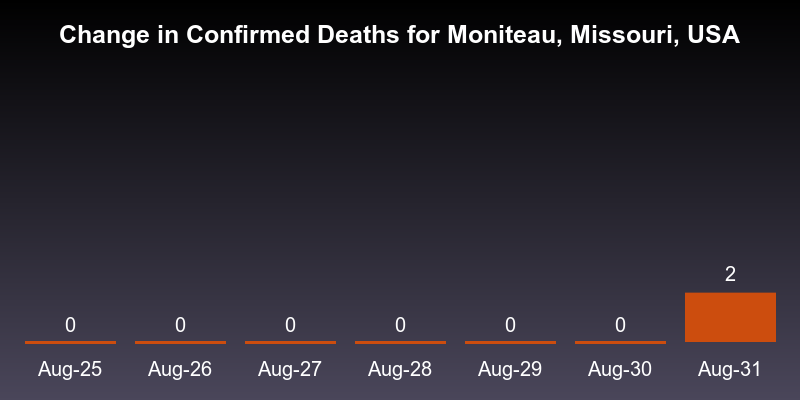 Change in Confirmed Deaths for Moniteau, Missouri, USA
2
0 0 0 0 0 0
Aug-25 Aug-26 Aug-27 Aug-28 Aug-29 Aug-30 Aug-31